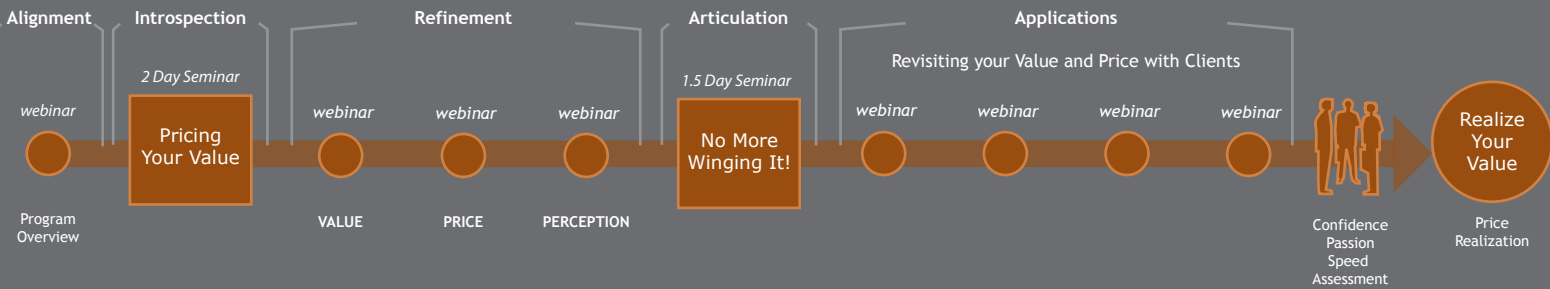 Alignment
Introspection
Refinement
Articulation
Applications
Revisiting your Value and Price with Clients
webinar
2 Day Seminar
Pricing
Your Value
webinar
webinar
webinar
1.5 Day Seminar
No More
Winging It!
webinar
webinar
webinar
webinar
Realize
Your
Value
Program
Overview
VALUE
PRICE
PERCEPTION
Confidence
Passion
Speed
Assessment
Price
Realization